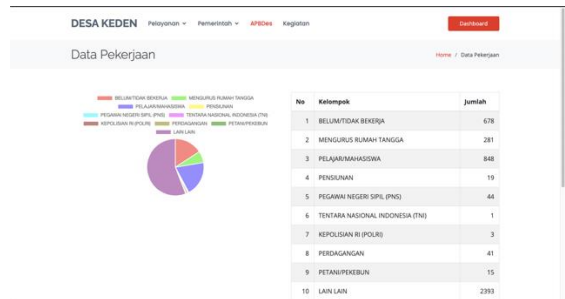 DESA KEDEN Pelayanan Pemerintah APBDes Kegiatan Dashboard
Data Pekerjaan
Home / Data Pekerjaan
BELUM/TIDAK BEKERJA MENGURUS RUMAH TANGGA
PELAJAR/MAHASISWA PENSIUNAN
PEGAWAI NEGERI SIPIL (PNS) TENTARA NASIONAL INDONESIA (TNI)
KEPOLISIAN RI (POLRI) PERDAGANGAN PETANI/PEKEBUN
LAIN LAIN
No Kelompok Jumlah
1 BELUM/TIDAK BEKERJA 678
2 MENGURUS RUMAH TANGGA 281
3 PELAJAR/MAHASISWA 848
4 PENSIUNAN 19
5 PEGAWAI NEGERI SIPIL (PNS) 44
6 TENTARA NASIONAL INDONESIA (TNI) 1
7 KEPOLISIAN RI (POLRI) 3
8 PERDAGANGAN 41
9 PETANI/PEKEBUN 15
10 LAIN LAIN 2393